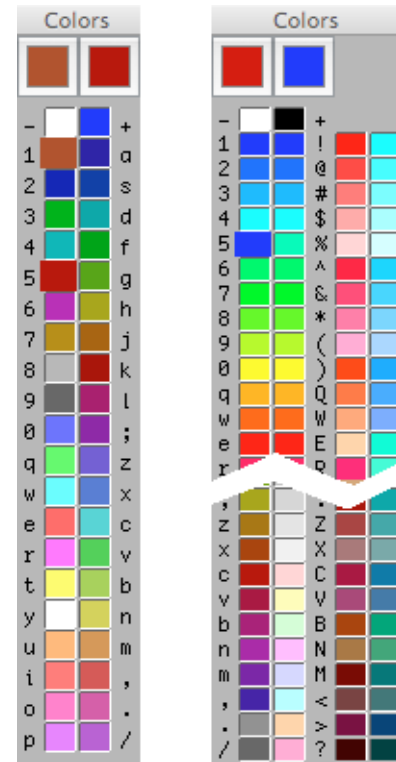 Colors
- +
1 a
2 s
3 d
4 f
5 g
6 h
7 j
8 k
9 l
0 ;
q z
w x
e c
r v
t b
y n
u m
i ,
o .
p /
Colors
- +
1 !
2 @
3 #
4 $
5 %
6 ^
7 &
8 *
9 (
0 )
q Q
w W
e E
r R
z Z
x X
c C
v V
b B
n N
m M
, <
. >
/ ?